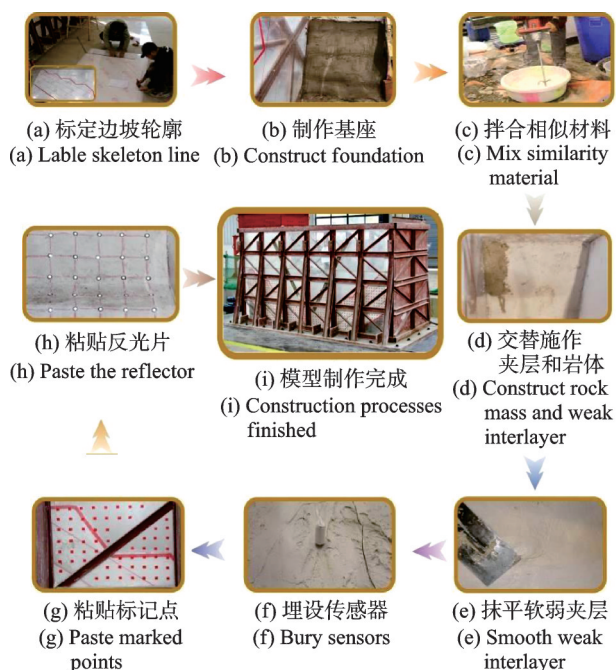 (a) 标定边坡轮廓
(a) Lable skeleton line
(b) 制作基座
(b) Construct foundation
(c) 拌合相似材料
(c) Mix similarity
material
(d) 交替施作
夹层和岩体
(d) Construct rock
mass and weak
interlayer
(e) 抹平软弱夹层
(e) Smooth weak
interlayer
(f) 埋设传感器
(f) Bury sensors
(g) 粘贴标记点
(g) Paste marked
points
(h) 粘贴反光片
(h) Paste the reflector
(i) 模型制作完成
(i) Construction processes
finished